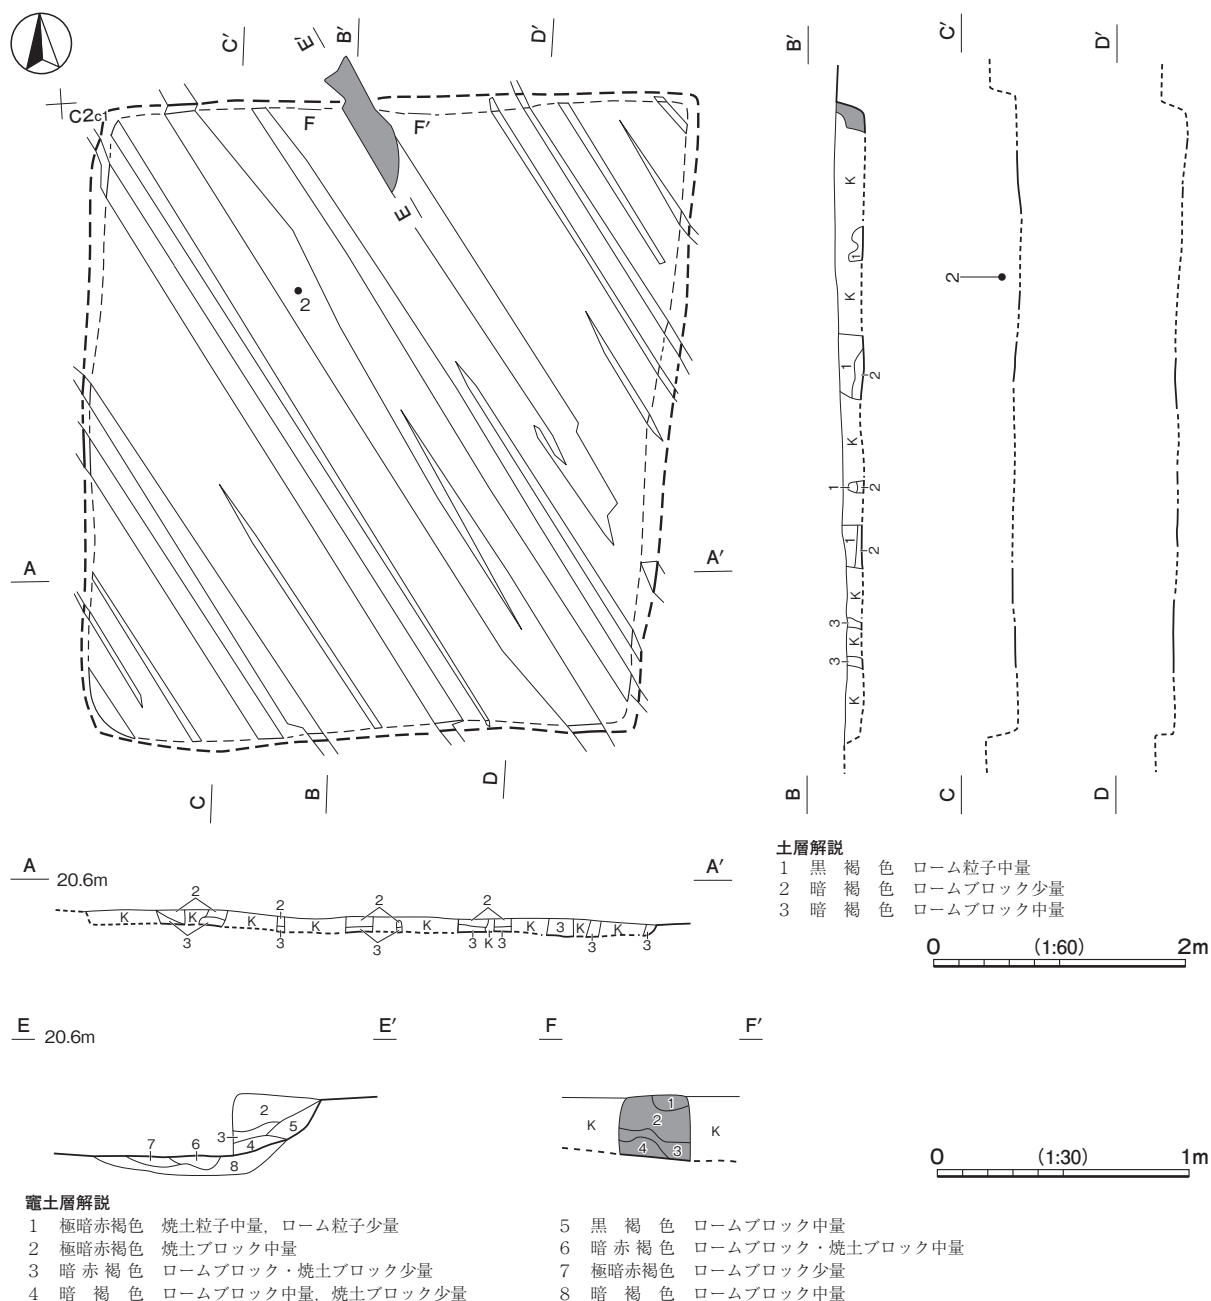 C′ E′ B′ D′
C2c1
F F′
E
2
A A′
C B D
B′ C′ D′
K
1
K
1 2
K
1 2
1 2
K
3
K
3
K
2
B C D
A 20.6m A′
2 2 2 2
K K K K K K 3 K K
3 3 3 3 K 3 3 3
土層解説
1 黒褐色 ローム粒子中量
2 暗褐色 ロームブロック少量
3 暗褐色 ロームブロック中量
0 (1:60) 2m
E 20.6m E′
2
3 4 5
7 6
8
F F′
K 1 K
2
4 3
0 (1:30) 1m
竈土層解説
1 極暗赤褐色 焼土粒子中量,ローム粒子少量
2 極暗赤褐色 焼土ブロック中量
3 暗赤褐色 ロームブロック・焼土ブロック少量
4 暗褐色 ロームブロック中量,焼土ブロック少量
5 黒褐色 ロームブロック中量
6 暗赤褐色 ロームブロック・焼土ブロック中量
7 極暗赤褐色 ロームブロック少量
8 暗褐色 ロームブロック中量